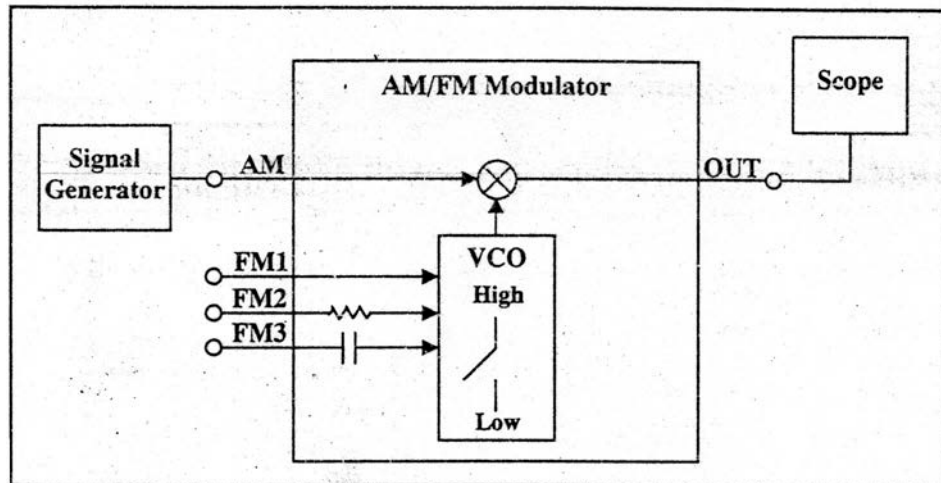 AM/FM Modulator
Scope
Signal
Generator
AM
OUT
FM1
FM2
FM3
VCO
High
Low